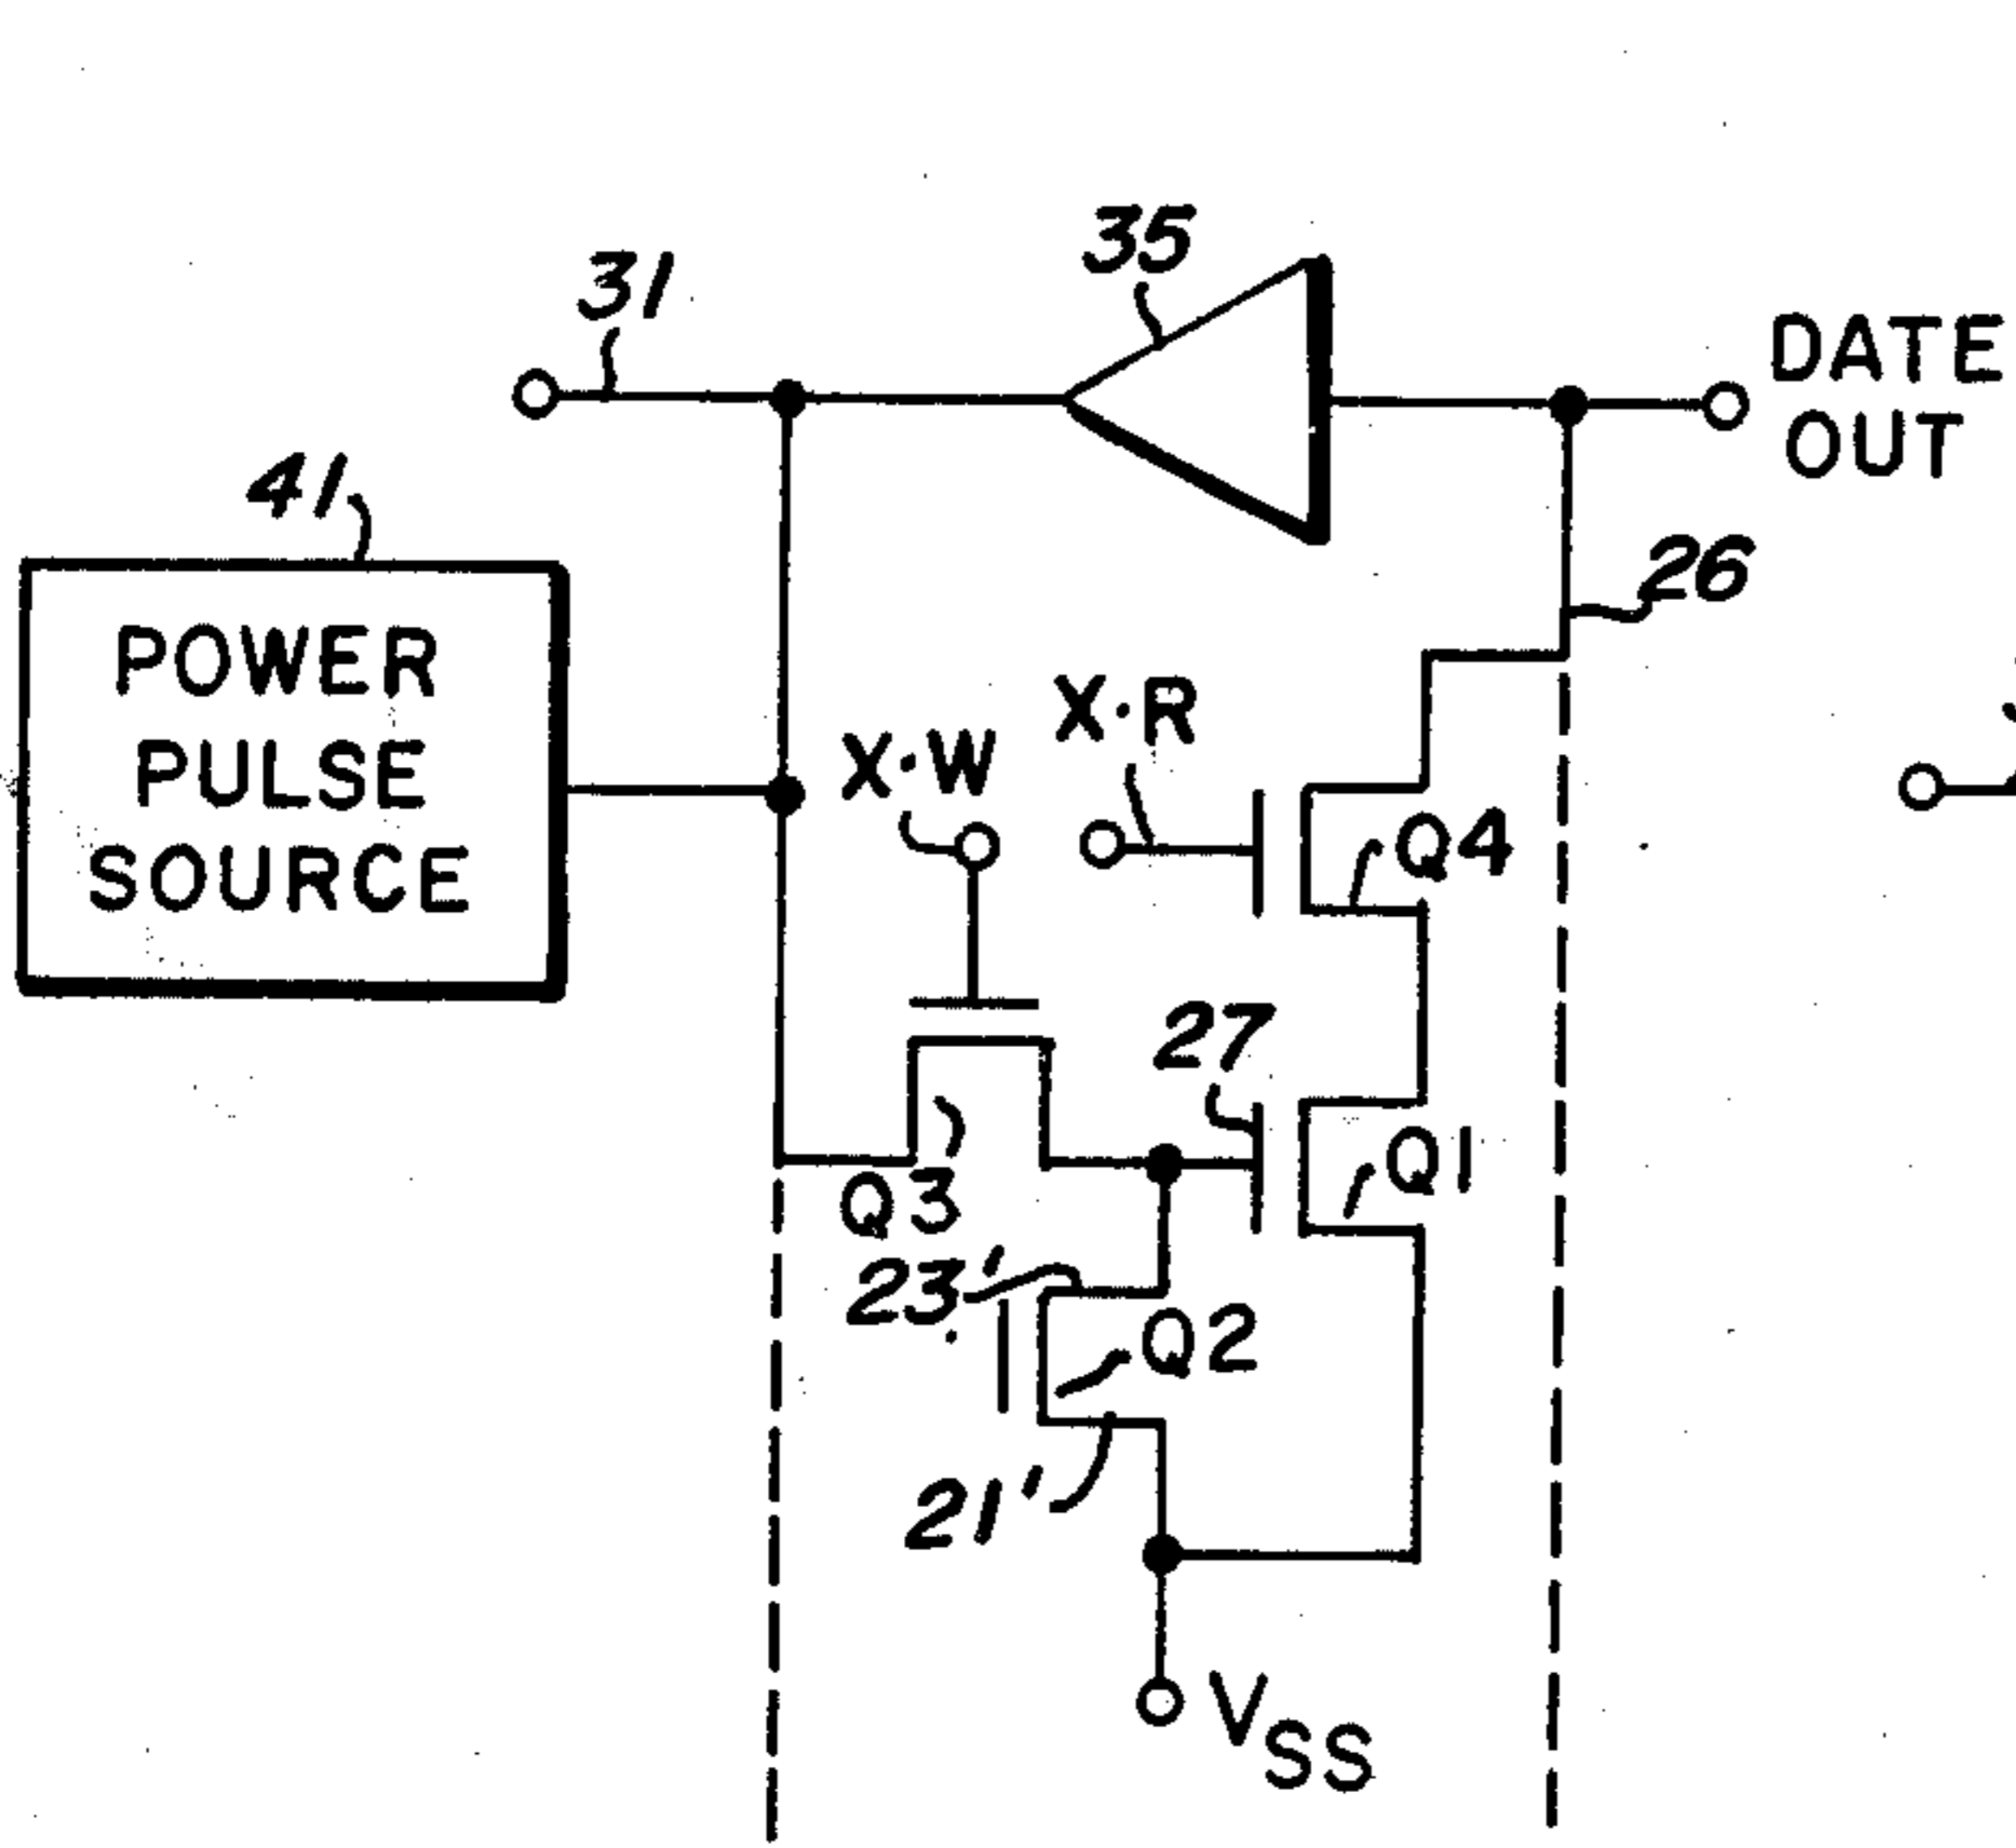 35
31
DATE
OUT
41
26
POWER
PULSE
SOURCE
X·R
X·W
Q4
27
Q1
Q3
23'
Q2
21'
VSS